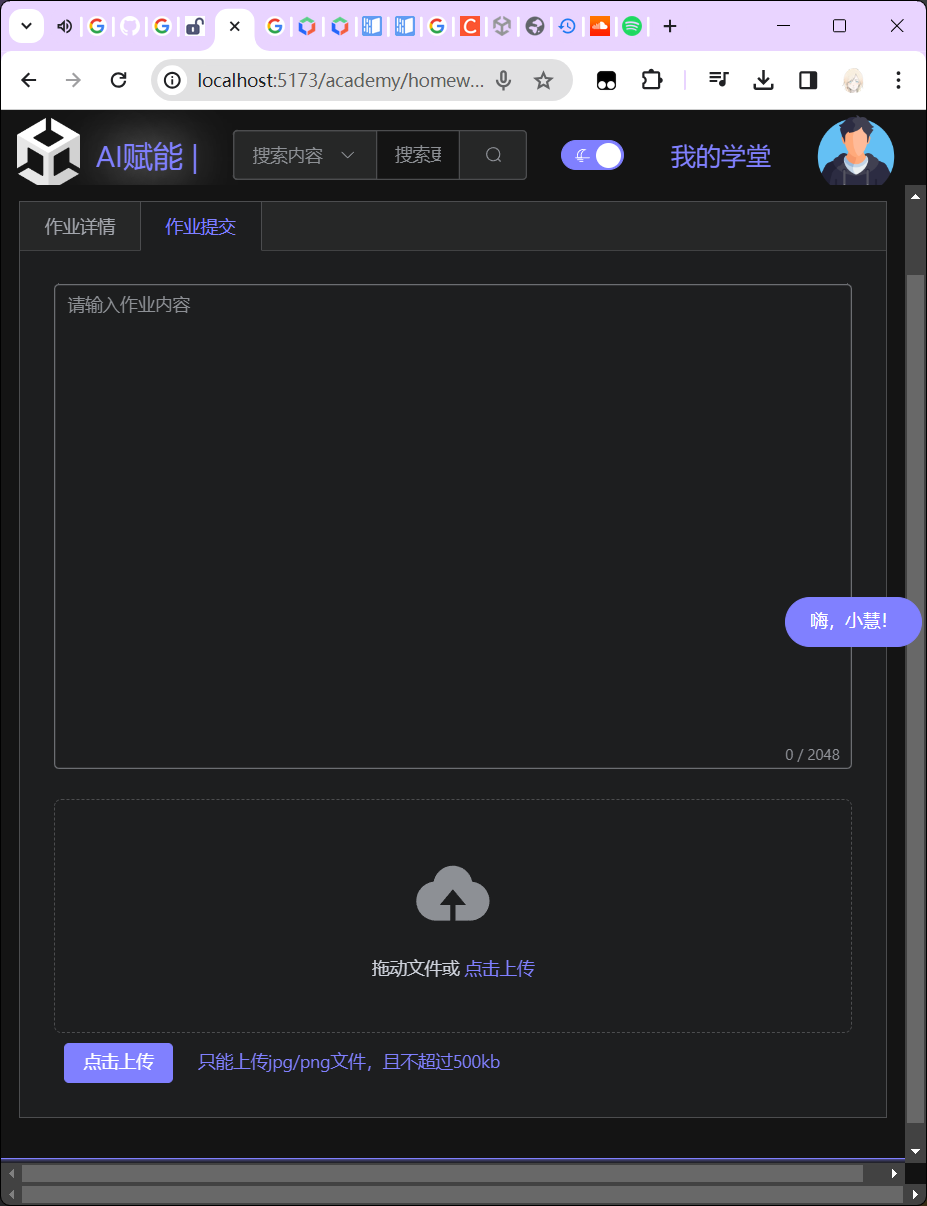 localhost:5173/academy/homew...
AI赋能 |
搜索内容
搜索
我的学堂
作业详情
作业提交
请输入作业内容
嗨，小慧！
0 / 2048
拖动文件或 点击上传
点击上传
只能上传jpg/png文件，且不超过500kb